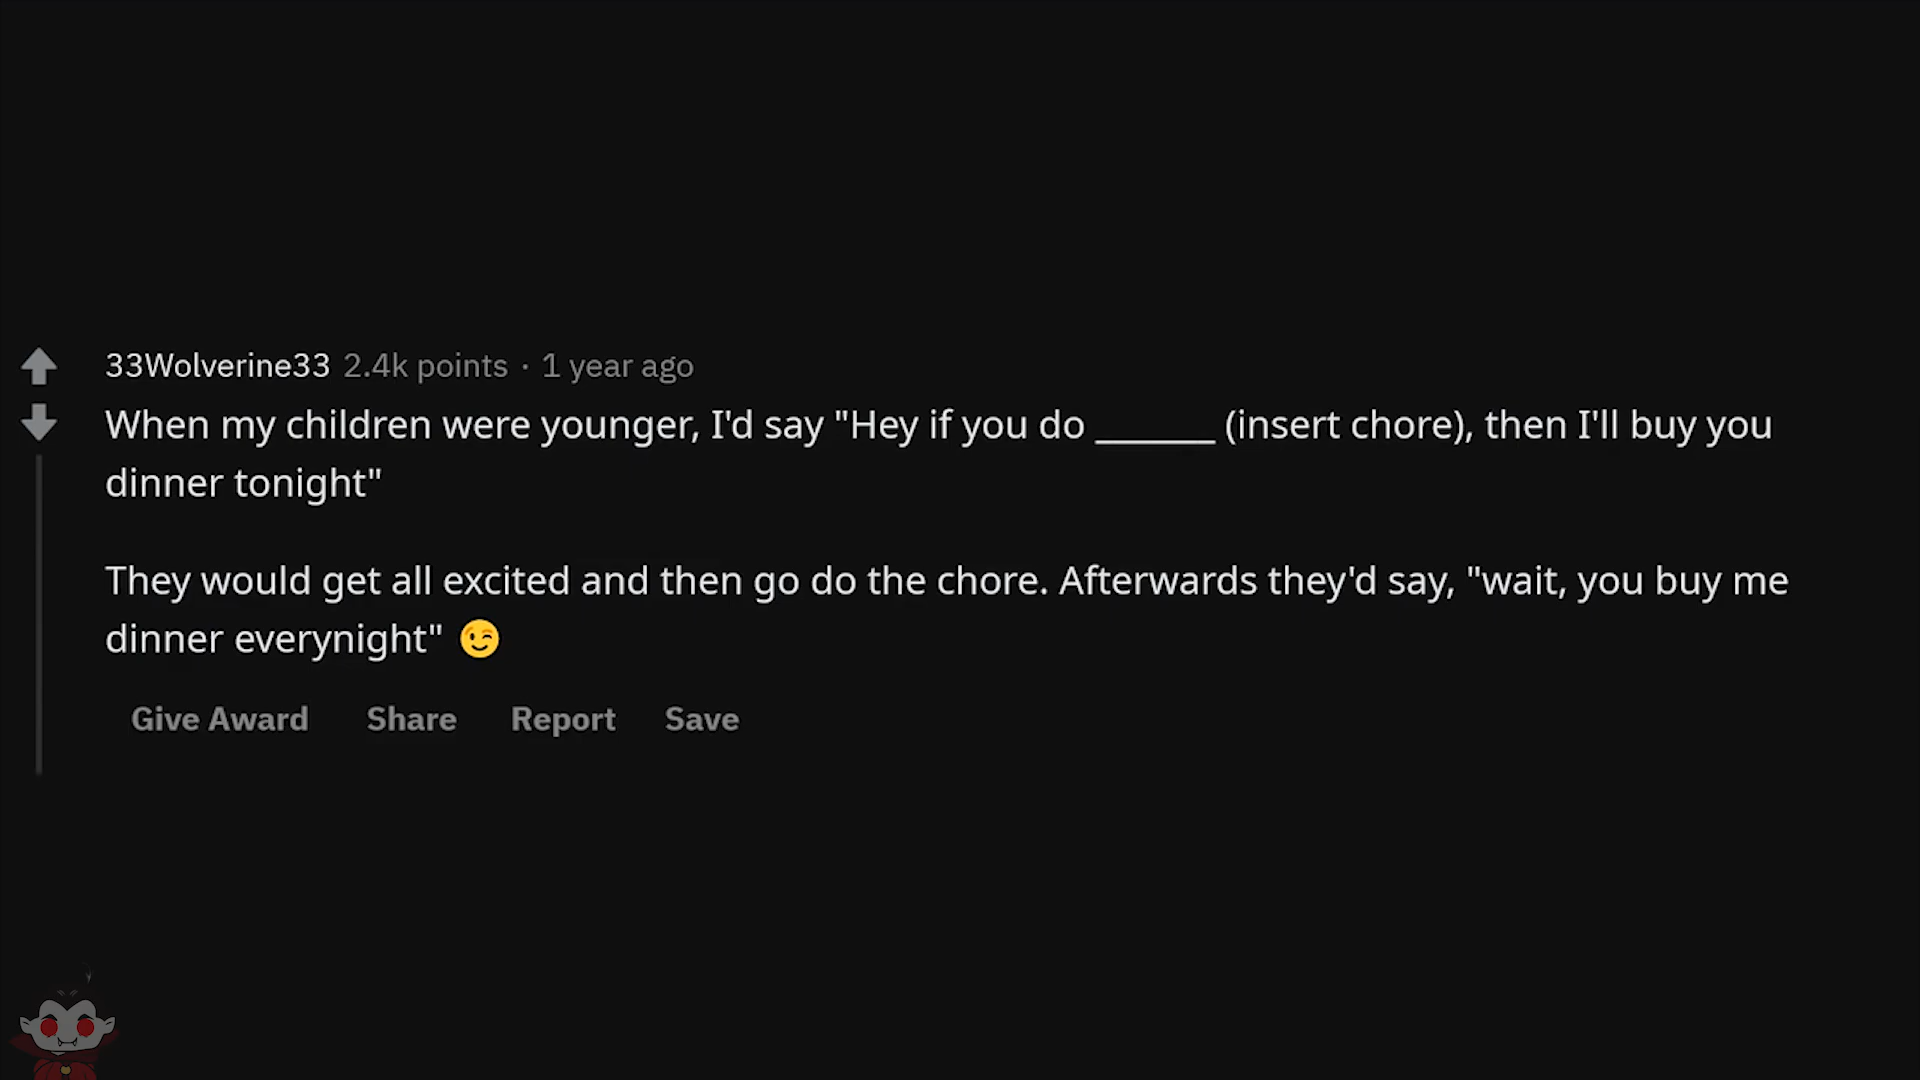 33Wolverine33 2.4k points · 1 year ago
When my children were younger, I'd say "Hey if you do ______ (insert chore), then I'll buy you
dinner tonight"
They would get all excited and then go do the chore. Afterwards they'd say, "wait, you buy me
dinner everynight" 😉
Give Award Share Report Save